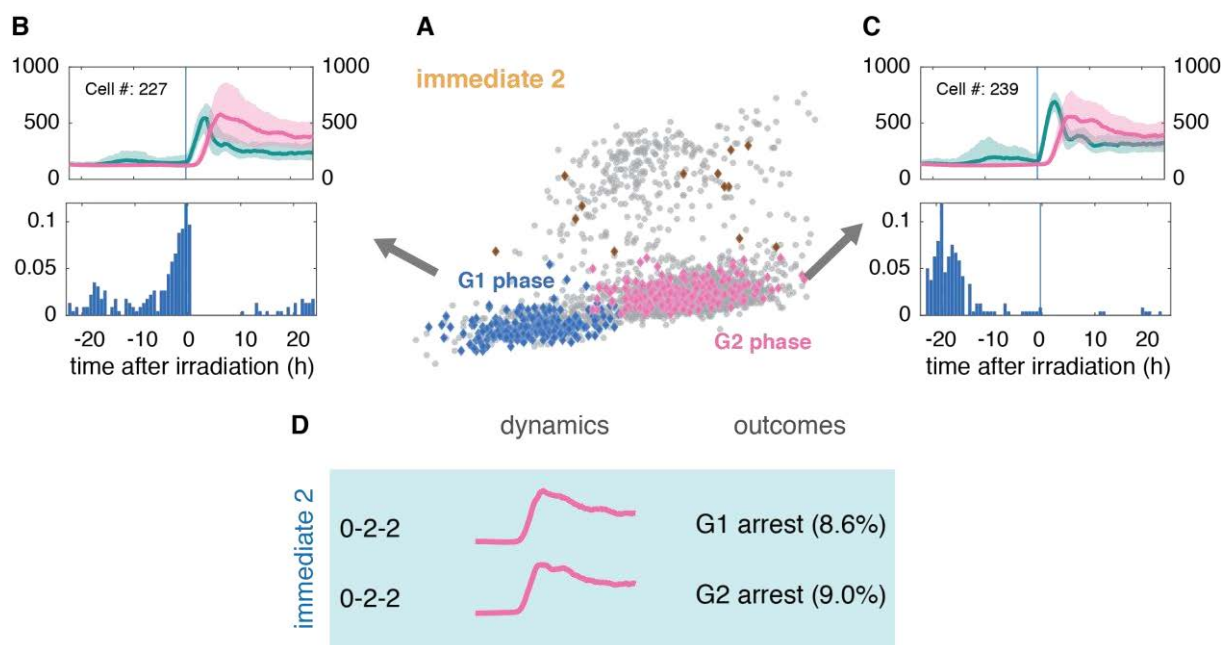 B
1000 1000
Cell #: 227
500 500
0 0
0.1
0.05
0
-20 -10 0 10 20
time after irradiation (h)
A
immediate 2
G1 phase
G2 phase
C
1000 1000
Cell #: 239
500 500
0 0
0.1
0.05
0
-20 -10 0 10 20
time after irradiation (h)
D
dynamics outcomes
immediate 2
0-2-2 G1 arrest (8.6%)
0-2-2 G2 arrest (9.0%)